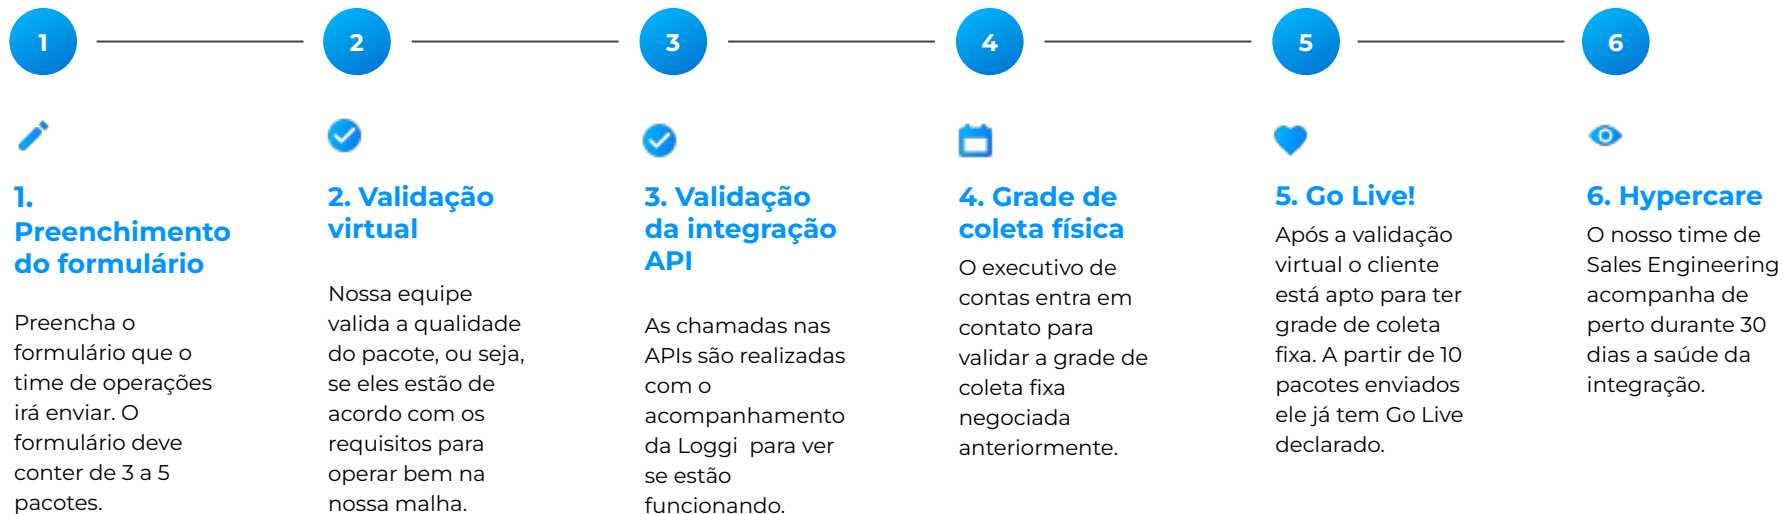 1
2
3
4
5
6
1.
Preenchimento
do formulário
Preencha o
formulário que o
time de operações
irá enviar. O
formulário deve
conter de 3 a 5
pacotes.
2. Validação
virtual
Nossa equipe
valida a qualidade
do pacote, ou seja,
se eles estão de
acordo com os
requisitos para
operar bem na
nossa malha.
3. Validação
da integração
API
As chamadas nas
APIs são realizadas
com o
acompanhamento
da Loggi para ver
se estão
funcionando.
4. Grade de
coleta física
O executivo de
contas entra em
contato para
validar a grade de
coleta fixa
negociada
anteriormente.
5. Go Live!
Após a validação
virtual o cliente
está apto para ter
grade de coleta
fixa. A partir de 10
pacotes enviados
ele já tem Go Live
declarado.
6. Hypercare
O nosso time de
Sales Engineering
acompanha de
perto durante 30
dias a saúde da
integração.